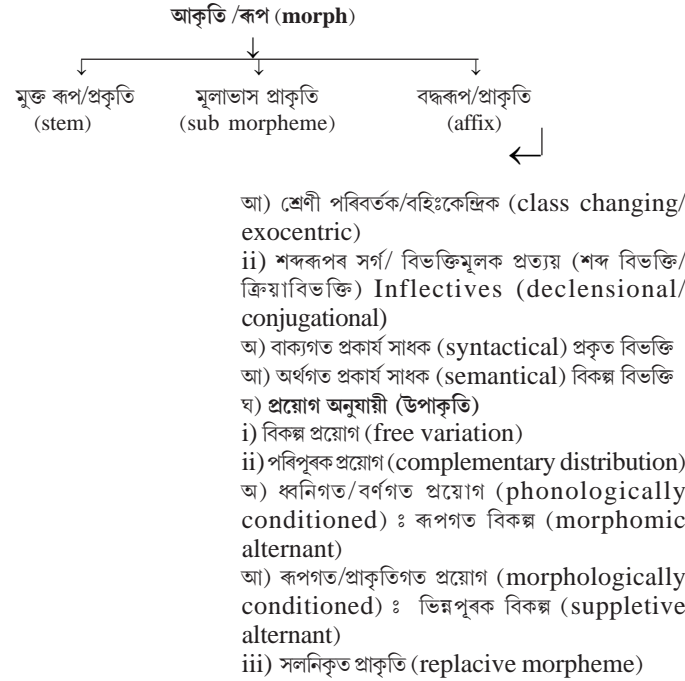 আকৃতি /ৰূপ (morph)
মুক্ত ৰূপ/প্ৰকৃতি মূলাভাস প্ৰাকৃতি বদ্ধৰূপ/প্ৰাকৃতি
(stem) (sub morpheme) (affix)
আ) শ্ৰেণী পৰিবৰ্তক/বহিঃকেন্দ্ৰিক (class changing/
exocentric)
ii) শব্দৰূপৰ সৰ্গ/ বিভক্তিমূলক প্ৰত্যয় (শব্দ বিভক্তি/
ক্ৰিয়াবিভক্তি) Inflectives (declensional/
conjugational)
অ) বাক্যগত প্ৰকাৰ্য সাধক (syntactical) প্ৰকৃত বিভক্তি
আ) অৰ্থগত প্ৰকাৰ্য সাধক (semantical) বিকল্প বিভক্তি
ঘ) প্ৰয়োগ অনুযায়ী (উপাকৃতি)
i) বিকল্প প্ৰয়োগ (free variation)
ii) পৰিপূৰক প্ৰয়োগ (complementary distribution)
অ) ধ্বনিগত/বৰ্ণগত প্ৰয়োগ (phonologically
conditioned) ঃ ৰূপগত বিকল্প (morphomic
alternant)
আ) ৰূপগত/প্ৰাকৃতিগত প্ৰয়োগ (morphologically
conditioned) ঃ ভিন্নপূৰক বিকল্প (suppletive
alternant)
iii) সলনিকৃত প্ৰাকৃতি (replacive morpheme)